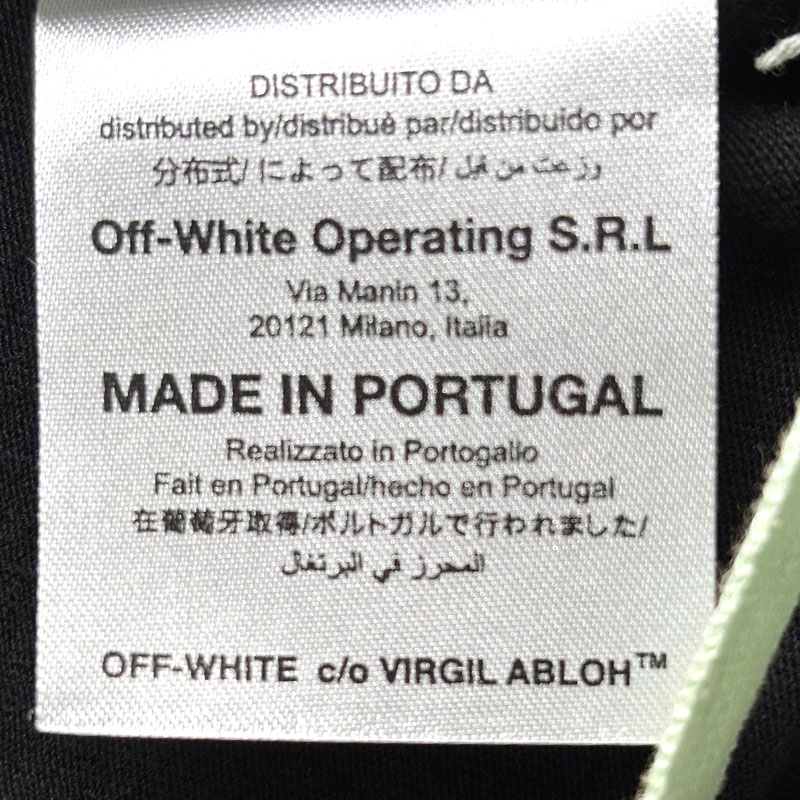 DISTRIBUITO DA
distributed by/distribué par/distribuido por
分布式/によって配布/ وزعت من قبل
Off-White Operating S.R.L
Via Manin 13,
20121 Milano, Italia
MADE IN PORTUGAL
Realizzato in Portogallo
Fait en Portugal/hecho en Portugal
在葡萄牙取得/ポルトガルで行われました/
المحرز في البرتغال
OFF-WHITE c/o VIRGIL ABLOH™